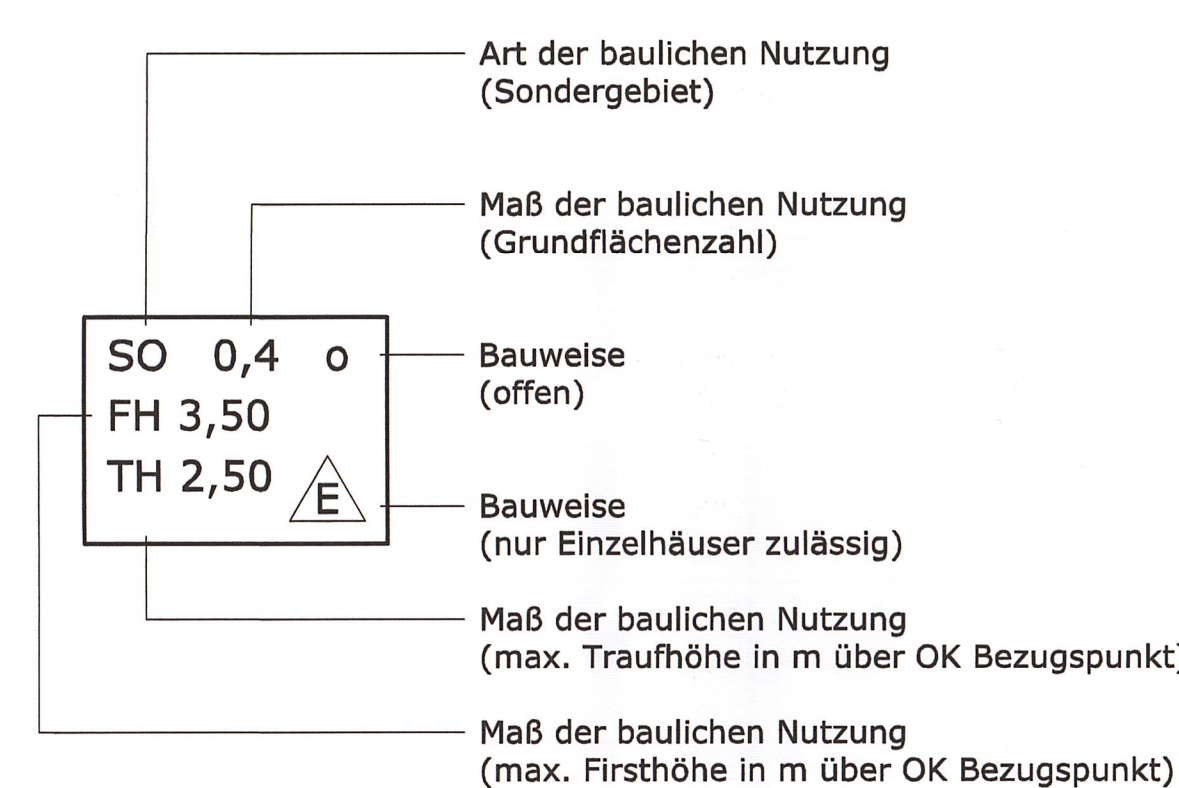 Art der baulichen Nutzung
(Sondergebiet)
Maß der baulichen Nutzung
(Grundflächenzahl)
SO 0,4 o
FH 3,50
TH 2,50
E
Bauweise
(offen)
Bauweise
(nur Einzelhäuser zulässig)
Maß der baulichen Nutzung
(max. Traufhöhe in m über OK Bezugspunkt)
Maß der baulichen Nutzung
(max. Firsthöhe in m über OK Bezugspunkt)